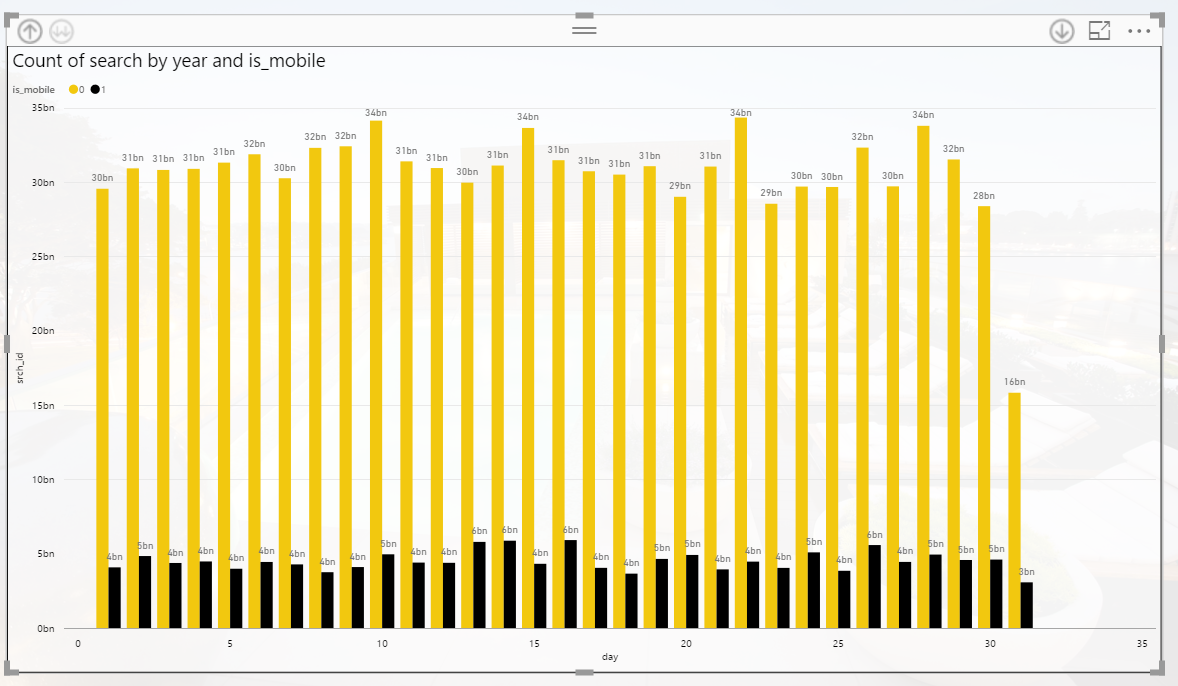 Count of search by year and is_mobile
is_mobile 0 1
35bn
30bn
25bn
20bn
15bn
10bn
5bn
0bn
srch_id
30bn 31bn 31bn 31bn 31bn 32bn 30bn 32bn 32bn 34bn 31bn 31bn 30bn 31bn 34bn 31bn 31bn 31bn 31bn 29bn 31bn 34bn 29bn 30bn 30bn 32bn 30bn 34bn 32bn 28bn 16bn
4bn 5bn 4bn 4bn 4bn 4bn 4bn 4bn 4bn 5bn 4bn 4bn 6bn 6bn 4bn 6bn 4bn 4bn 5bn 5bn 4bn 4bn 4bn 5bn 4bn 6bn 4bn 5bn 5bn 5bn 3bn
0 5 10 15 20 25 30 35
day